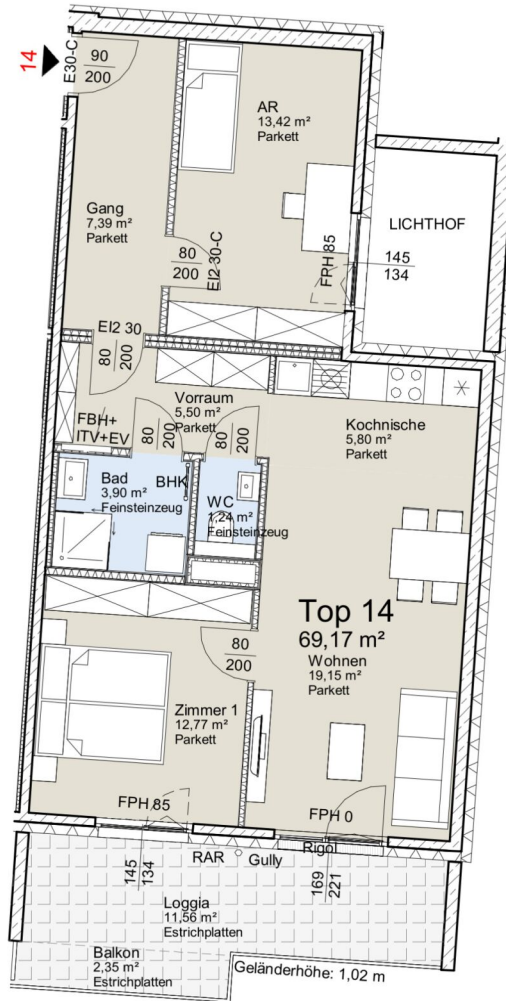 14
E30-C
90
200
AR
13,42 m²
Parkett
Gang
7,39 m²
Parkett
80
200
EI2 30-C
FPH 85
LICHTHOF
145
134
EI2 30
80
200
Vorraum
5,50 m²
Parkett
FBH+
ITV+EV
80
200
80
200
Kochnische
5,80 m²
Parkett
Bad
3,90 m²
Feinsteinzeug
BHK
WC
1,24 m²
Feinsteinzeug
Top 14
69,17 m²
Wohnen
19,15 m²
Parkett
80
200
Zimmer 1
12,77 m²
Parkett
FPH 85
FPH 0
145
134
RAR
Gully
Rigol
169
221
Loggia
11,56 m²
Estrichplatten
Balkon
2,35 m²
Estrichplatten
Geländerhöhe: 1,02 m